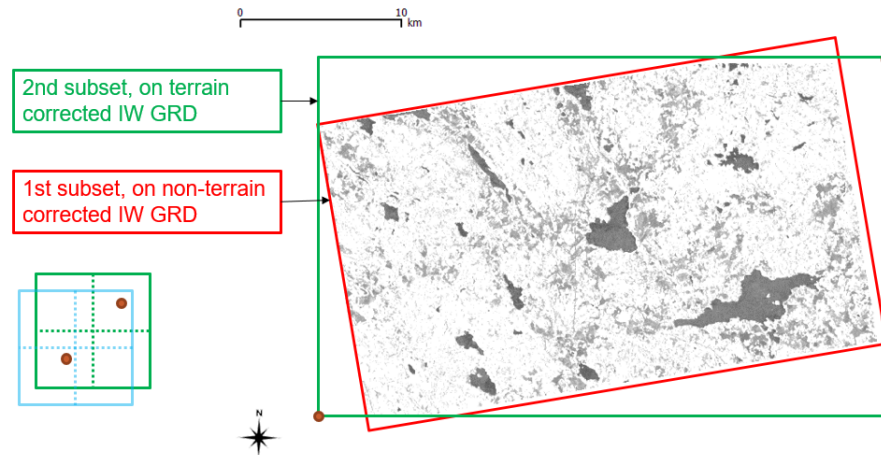 0
10
km
2nd subset, on terrain
corrected IW GRD
1st subset, on non-terrain
corrected IW GRD
N